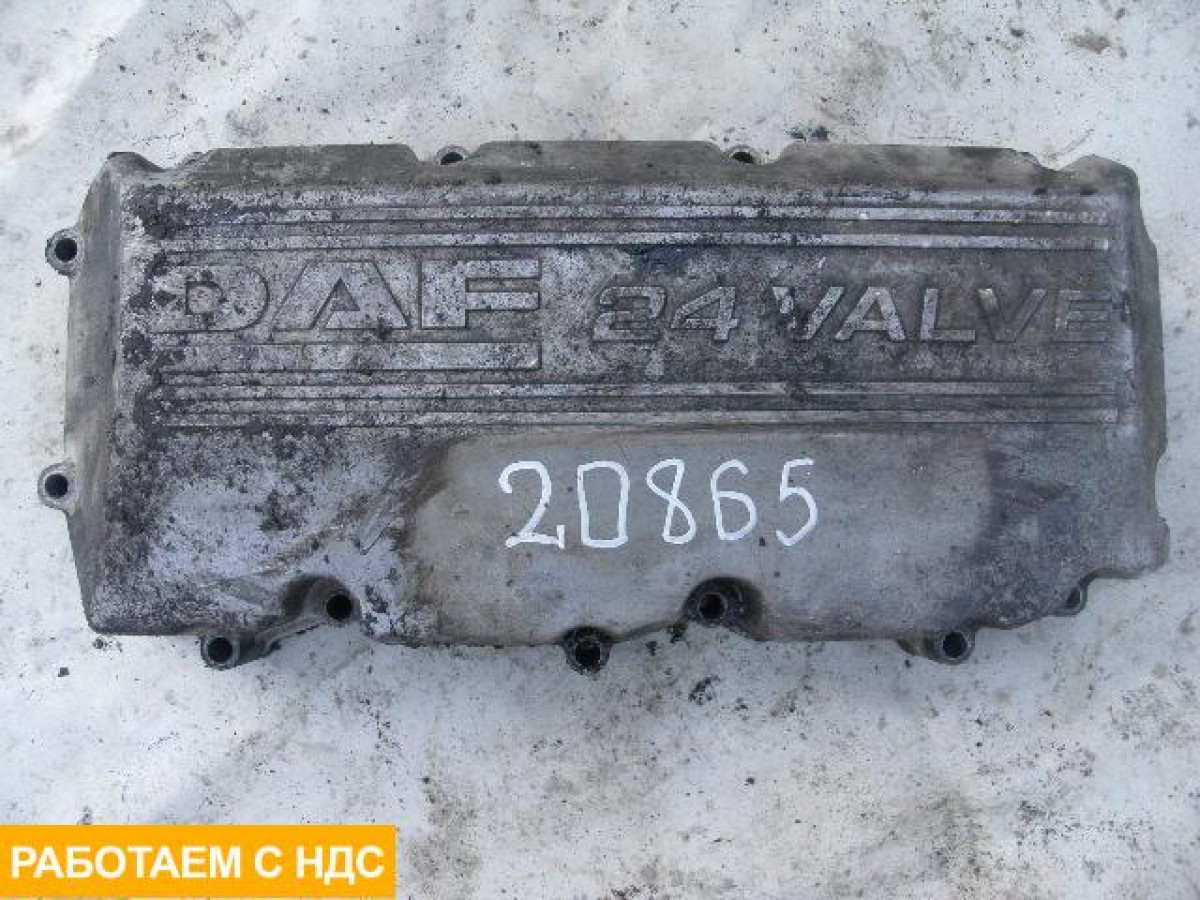 DAF 24 VALVE
20865
РАБОТАЕМ С НДС